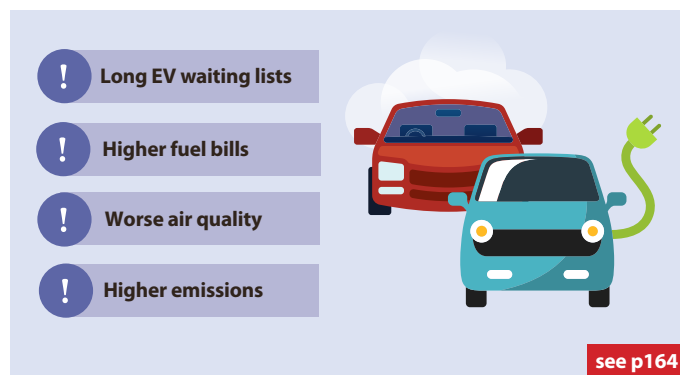 ! Long EV waiting lists
! Higher fuel bills
! Worse air quality
! Higher emissions
see p164